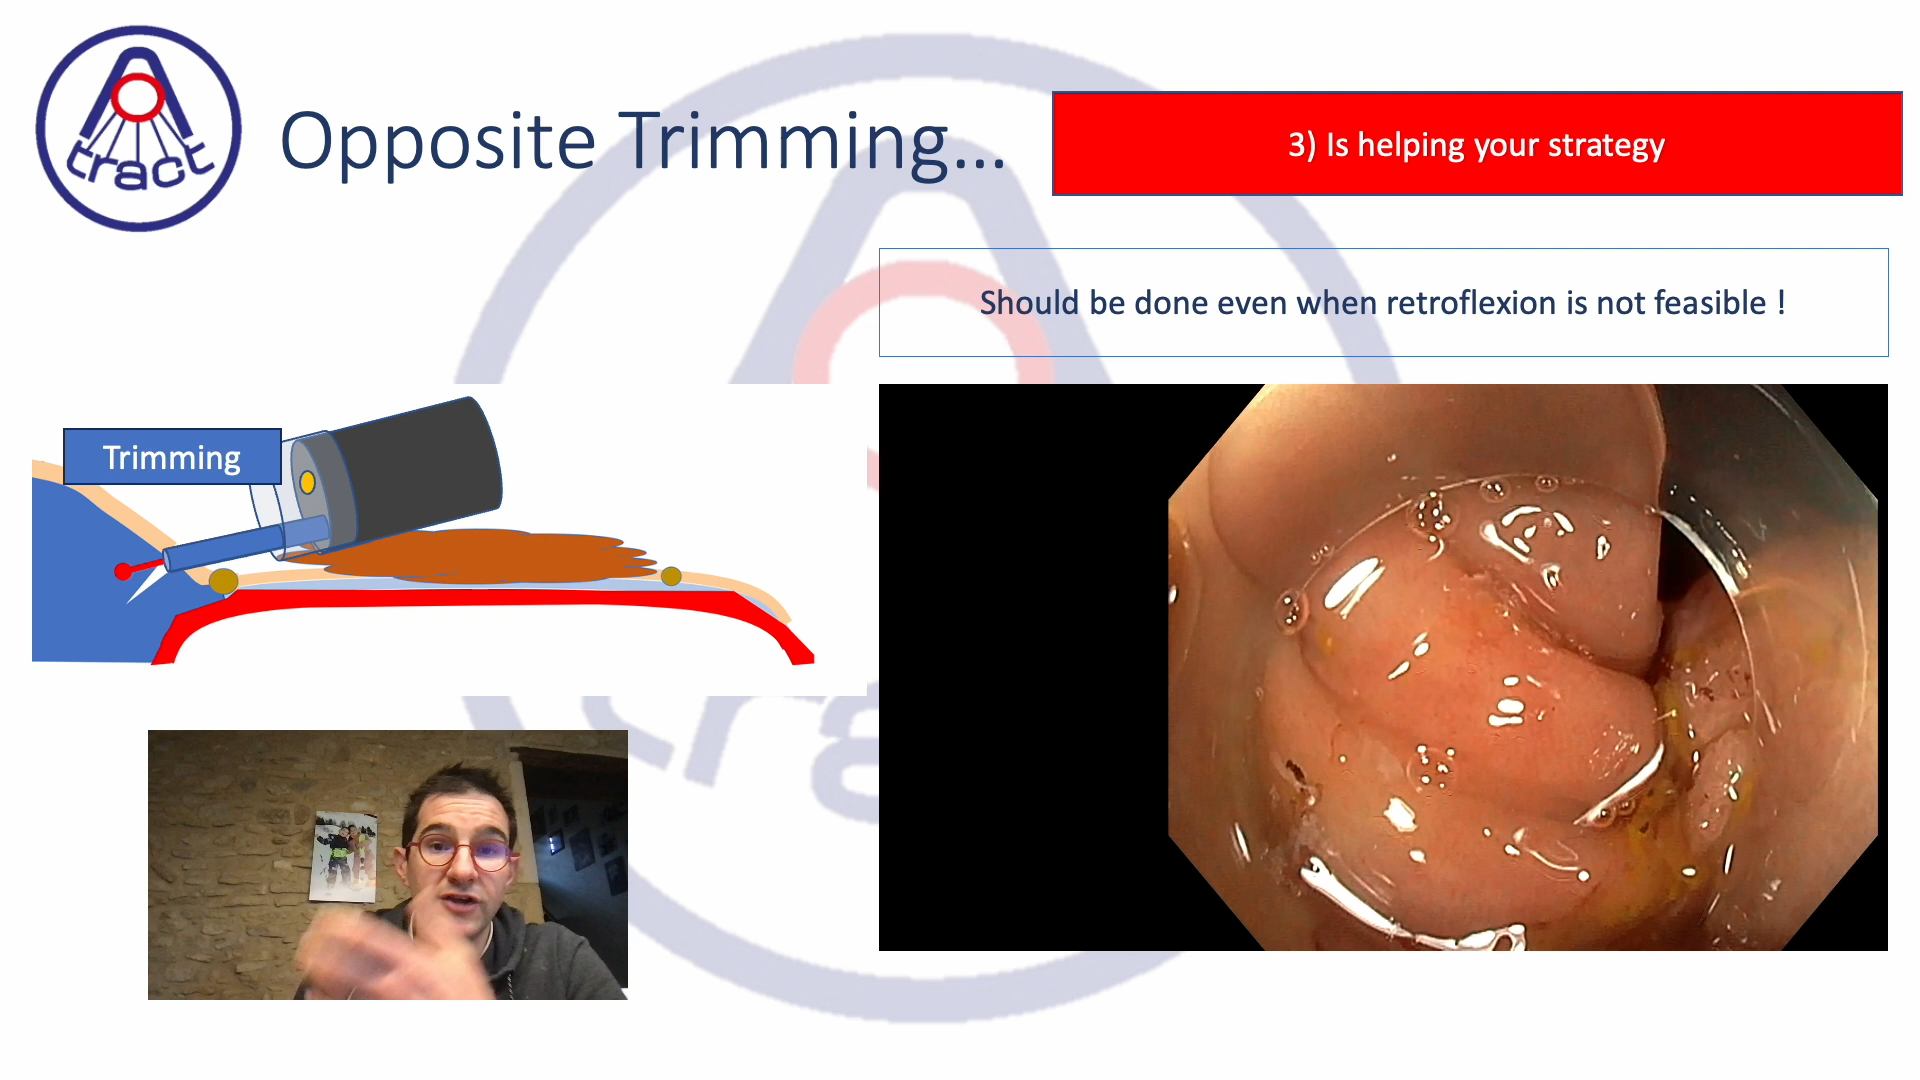 A
tract
Opposite Trimming...
3) Is helping your strategy
Should be done even when retroflexion is not feasible !
Trimming